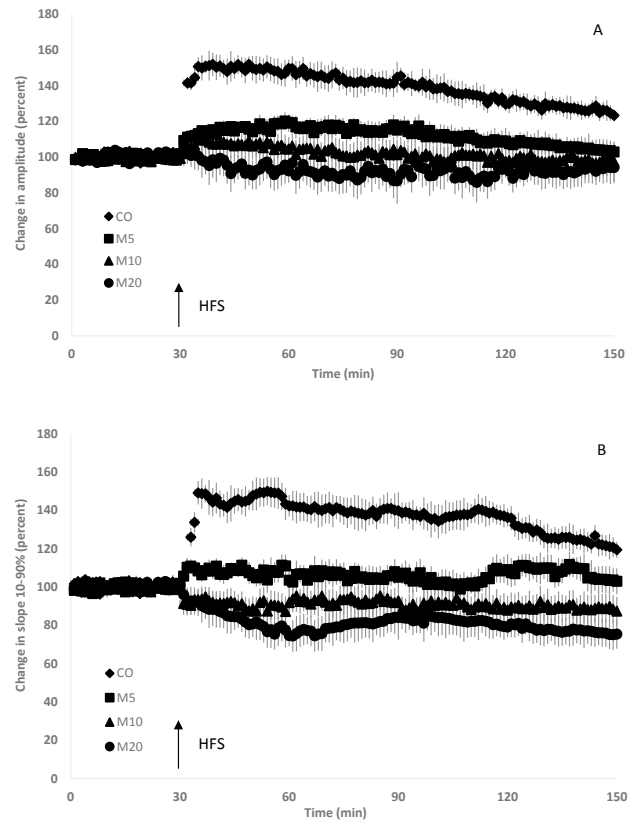 A
Change in amplitude (percent)
180
160
140
120
100
80
60
40
20
0
CO
M5
M10
M20
HFS
0 30 60 90 120 150
Time (min)
B
Change in slope 10-90% (percent)
180
160
140
120
100
80
60
40
20
0
CO
M5
M10
M20
HFS
0 30 60 90 120 150
Time (min)